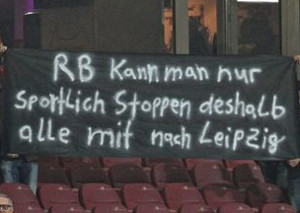 RB Kann man nur
sportlich Stoppen deshalb
alle mit nach Leipzig